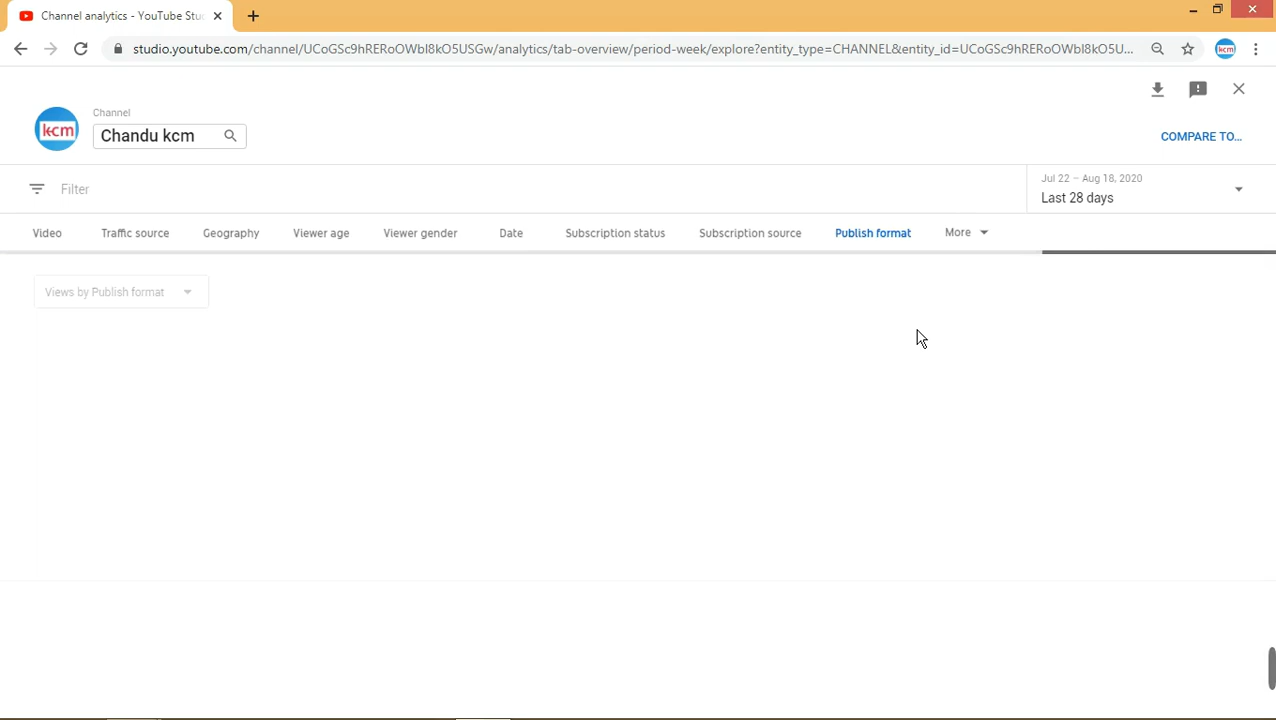 Channel analytics - YouTube Stu
studio.youtube.com/channel/UCoGSc9hRERoOWbl8kO5USGw/analytics/tab-overview/period-week/explore?entity_type=CHANNEL&entity_id=UCoGSc9hRERoOWbl8kO5U...
kcm
kcm
Channel
Chandu kcm
COMPARE TO...
Filter
Jul 22 – Aug 18, 2020
Last 28 days
Video Traffic source Geography Viewer age Viewer gender Date Subscription status Subscription source Publish format More
Views by Publish format